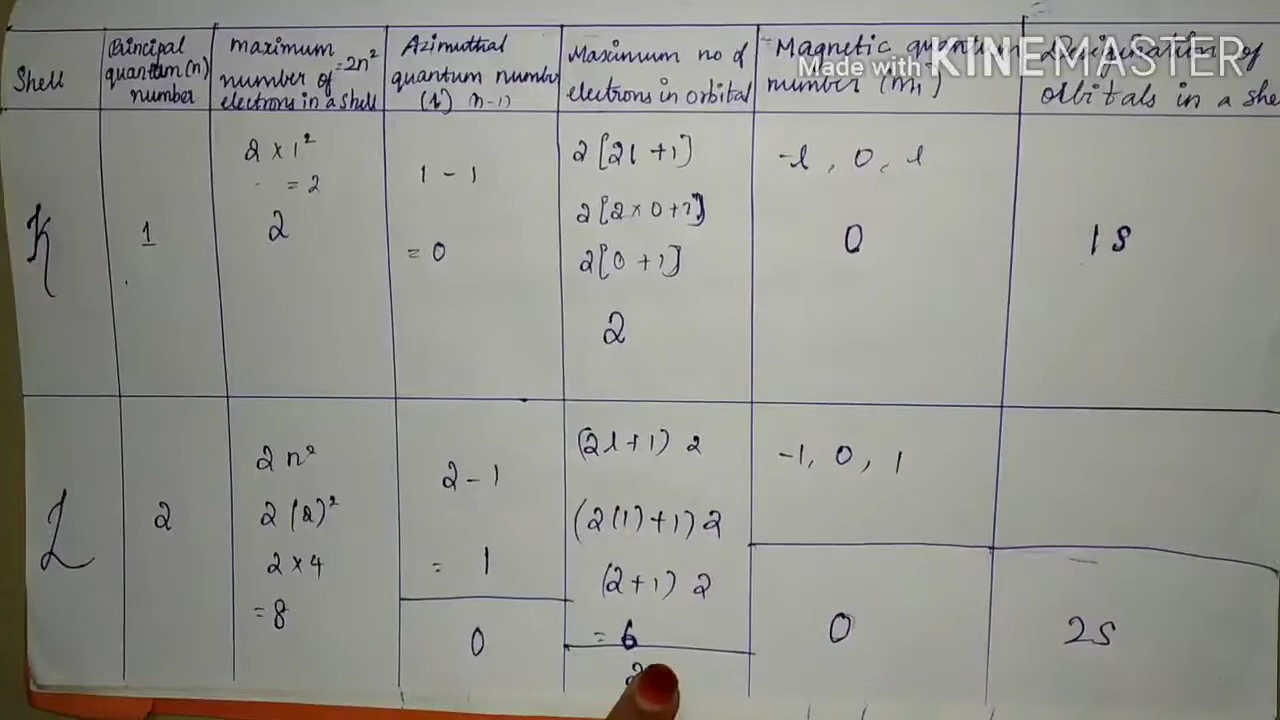 Shell
Principal
quantum (n)
number
maximum
number of = 2n²
electrons in a shell
Azimuthal
quantum number
(l) n-1)
Maximum no of
electrons in orbital
Magnetic quantum
number (m₁)
Made with KINEMASTER
orbitals in a she
K
1
2 × 1²
= 2
2
1 - 1
= 0
2[2l+1]
2[2×0+1]
2[0+1]
2
-l, 0, l
0
1s
L
2
2n²
2(2)²
2×4
= 8
2-1
= 1
0
(2l+1) 2
(2(1)+1) 2
(2+1) 2
= 6
-1, 0, 1
0
2s